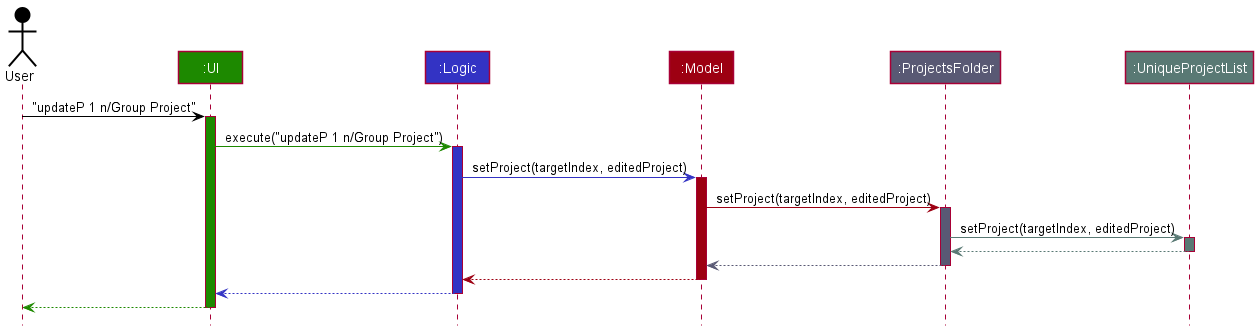 User
:UI
:Logic
:Model
:ProjectsFolder
:UniqueProjectList
"updateP 1 n/Group Project"
execute("updateP 1 n/Group Project")
setProject(targetIndex, editedProject)
setProject(targetIndex, editedProject)
setProject(targetIndex, editedProject)